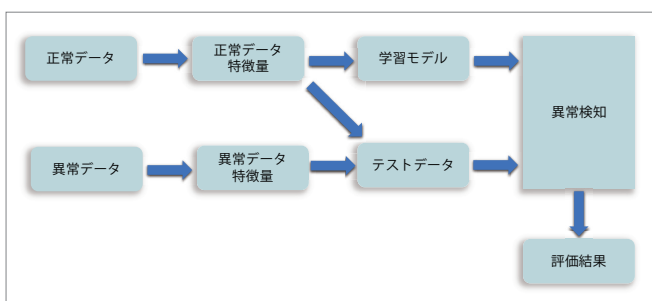 正常データ
正常データ
特徴量
学習モデル
異常検知
異常データ
異常データ
特徴量
テストデータ
評価結果